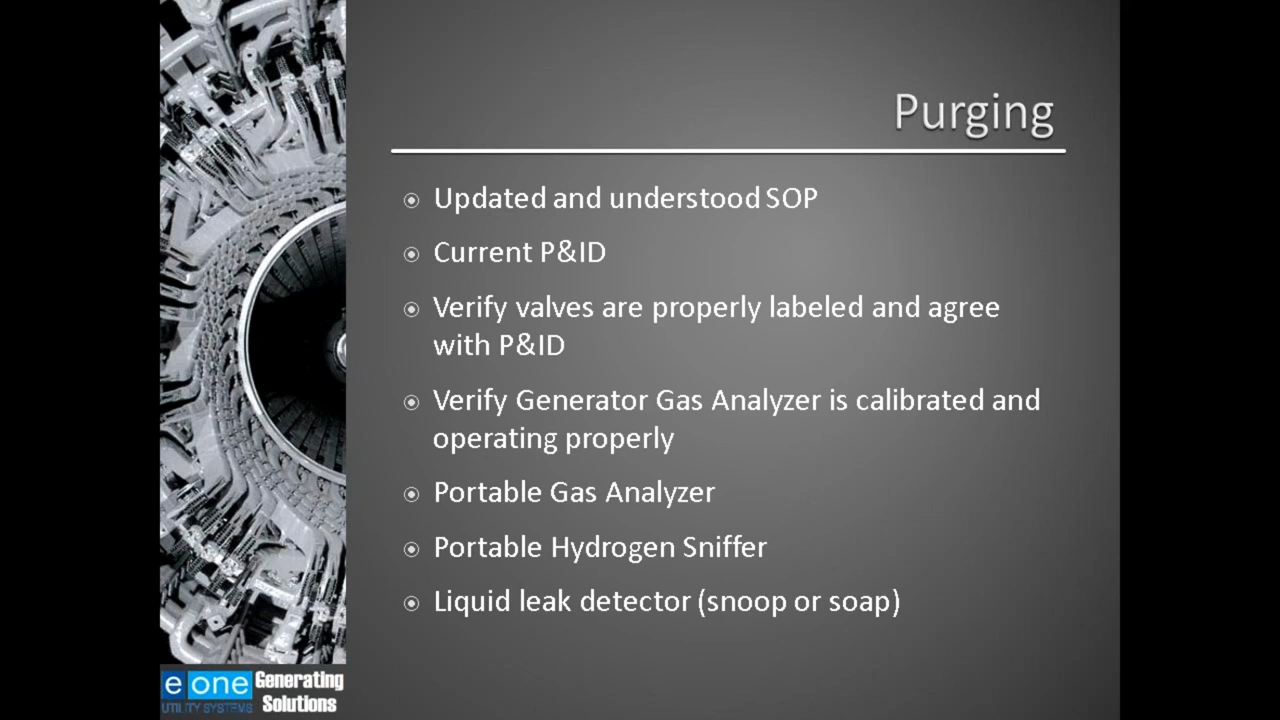 Purging
Updated and understood SOP
Current P&ID
Verify valves are properly labeled and agree
with P&ID
Verify Generator Gas Analyzer is calibrated and
operating properly
Portable Gas Analyzer
Portable Hydrogen Sniffer
Liquid leak detector (snoop or soap)
e one Generating
UTILITY SYSTEMS Solutions